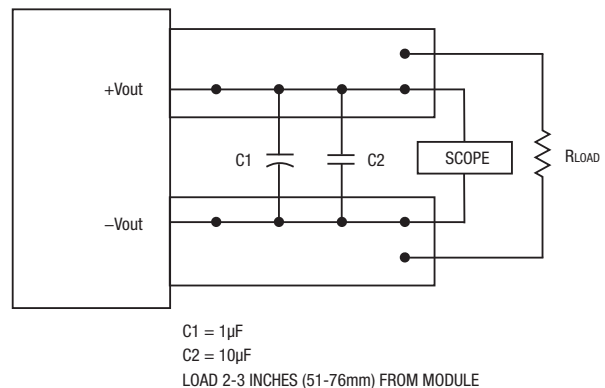 +Vout
C1
C2
SCOPE
RLOAD
–Vout
C1 = 1µF
C2 = 10µF
LOAD 2-3 INCHES (51-76mm) FROM MODULE